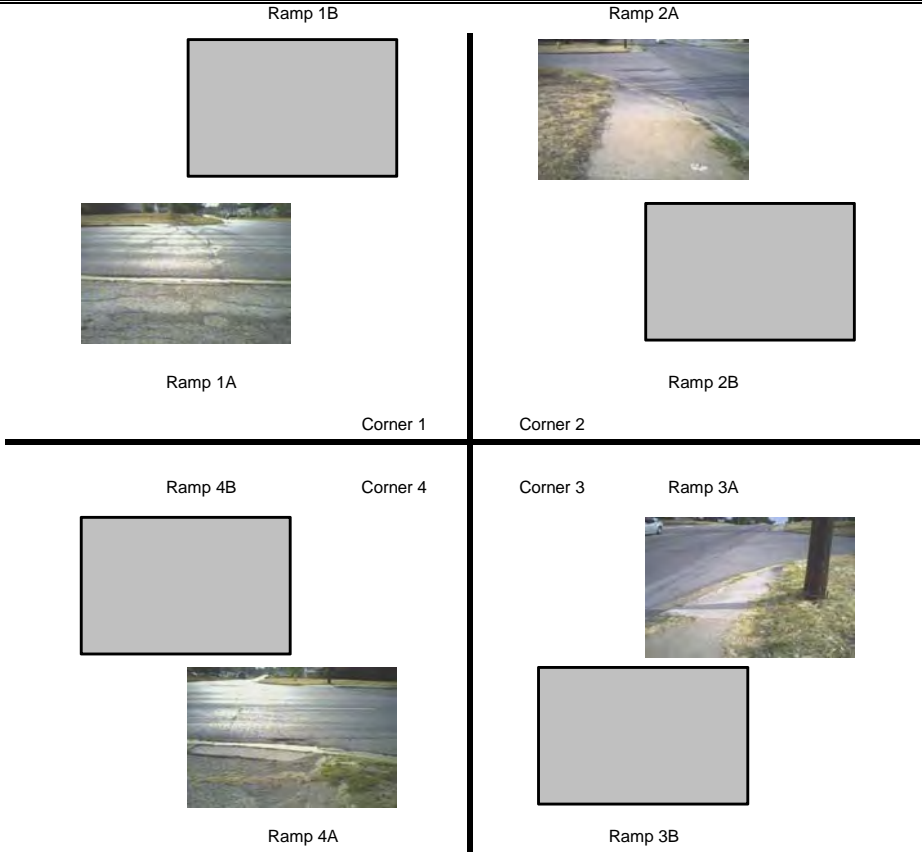 Ramp 1B Ramp 2A
Ramp 1A Ramp 2B
Corner 1 Corner 2
Ramp 4B Corner 4 Corner 3 Ramp 3A
Ramp 4A Ramp 3B